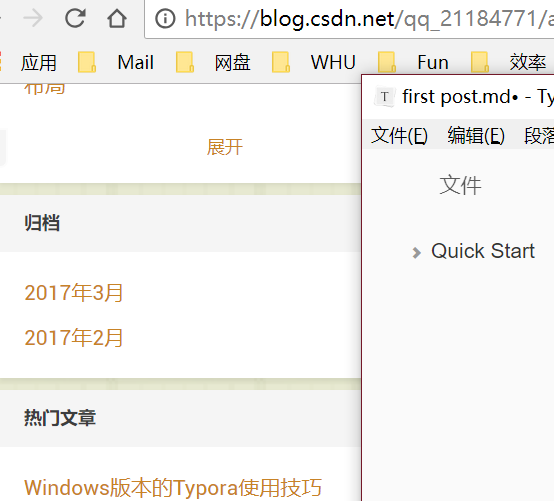 https://blog.csdn.net/qq_21184771/a
应用 Mail 网盘 WHU Fun 效率
布局
展开
归档
2017年3月
2017年2月
热门文章
Windows版本的Typora使用技巧
first post.md• - Ty
文件(F) 编辑(E) 段落
文件
Quick Start